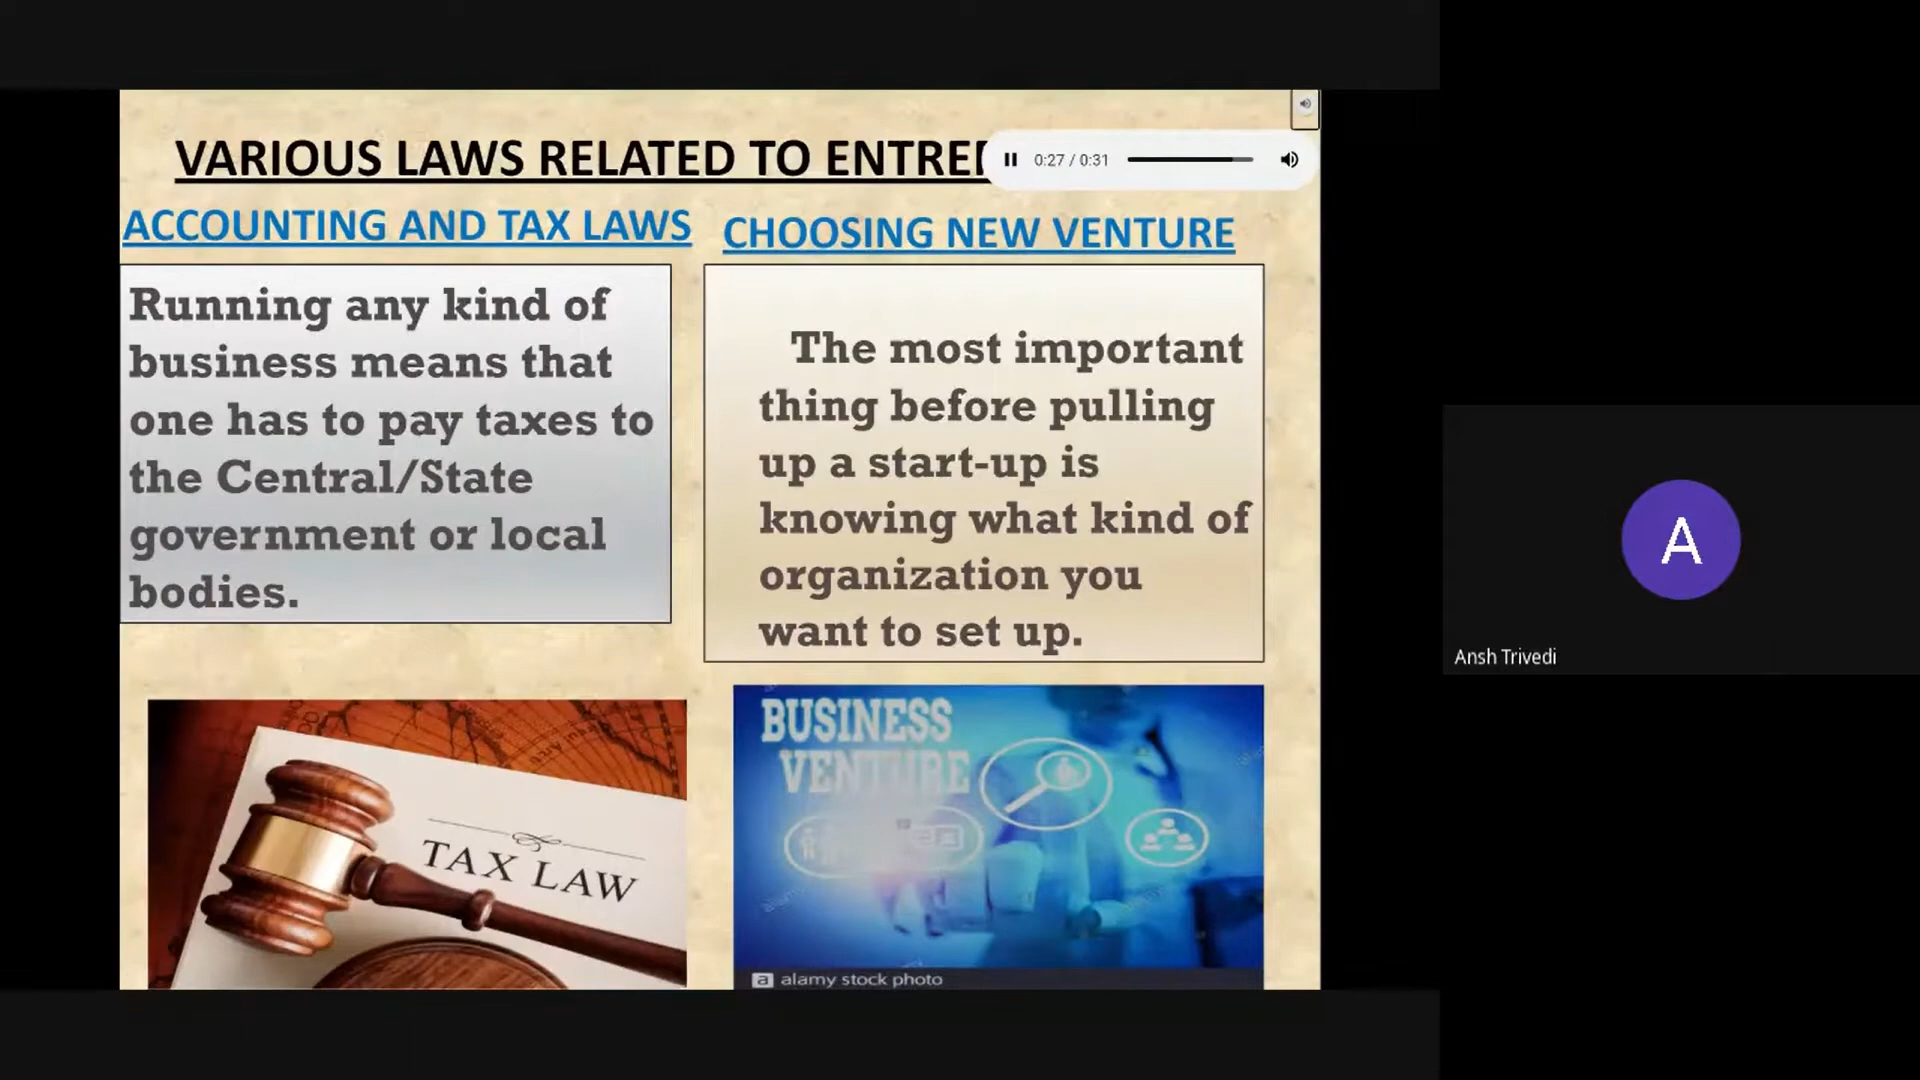 VARIOUS LAWS RELATED TO ENTRE
0:27 / 0:31
ACCOUNTING AND TAX LAWS
CHOOSING NEW VENTURE
Running any kind of
business means that
one has to pay taxes to
the Central/State
government or local
bodies.
The most important
thing before pulling
up a start-up is
knowing what kind of
organization you
want to set up.
TAX LAW
BUSINESS
VENTURE
a alamy stock photo
A
Ansh Trivedi